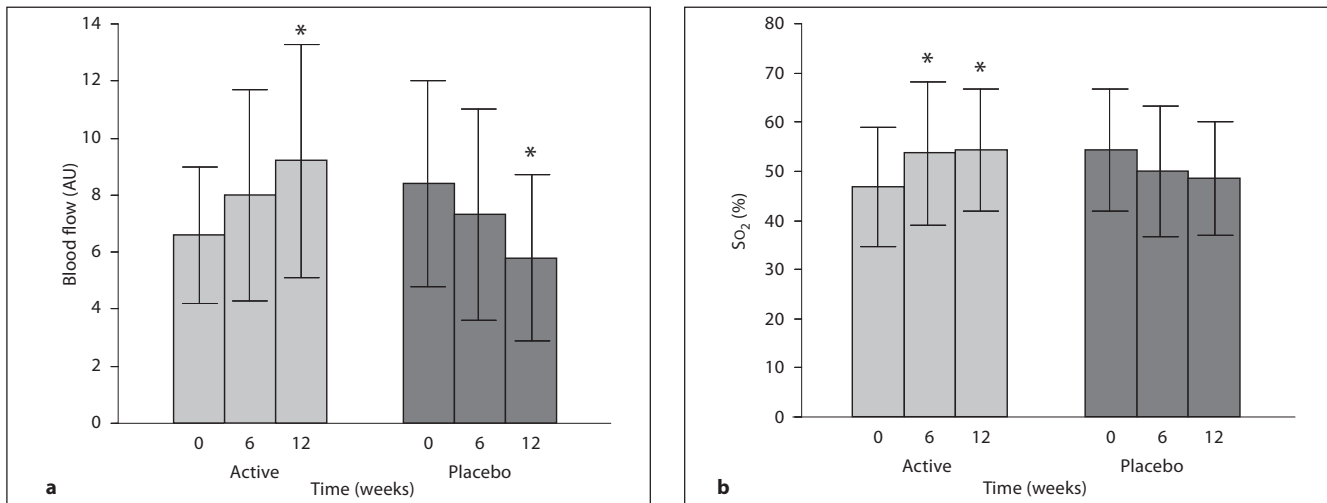 14
12
10
8
6
4
2
0
Blood flow (AU)
*
*
0 6 12 0 6 12
Active Placebo
Time (weeks)
a
80
70
60
50
40
30
20
10
0
SO₂ (%)
* *
0 6 12 0 6 12
Active Placebo
Time (weeks)
b